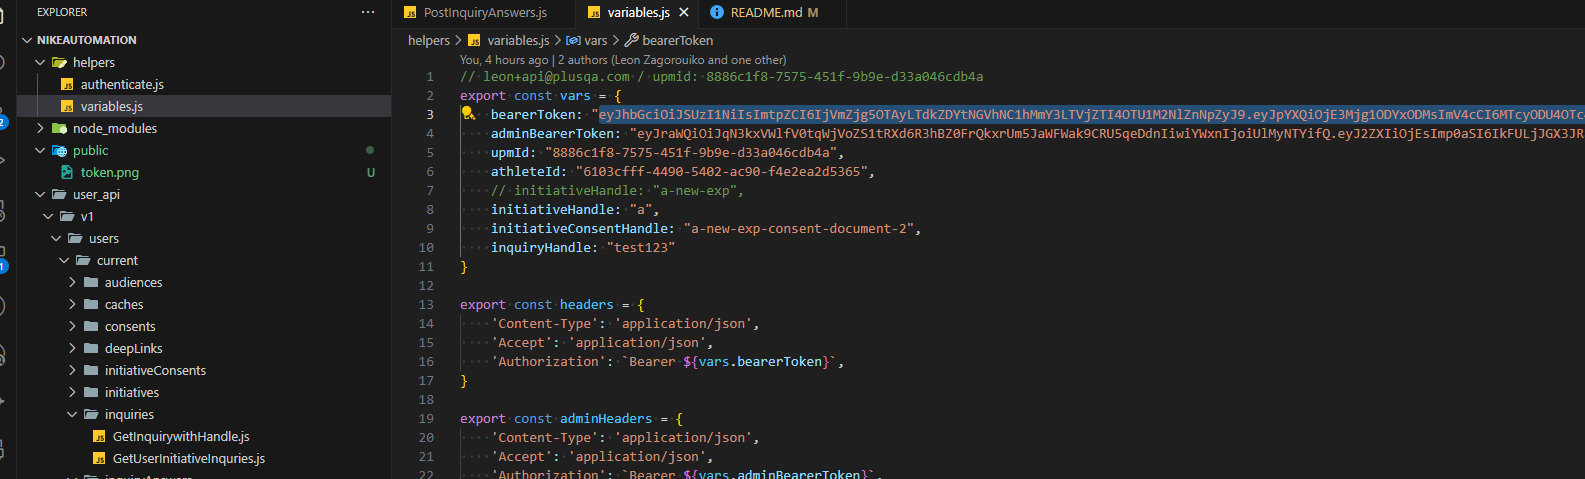 EXPLORER
NIKEAUTOMATION
helpers
authenticate.js
variables.js
node_modules
public
token.png U
user_api
v1
users
current
audiences
caches
consents
deepLinks
initiativeConsents
initiatives
inquiries
GetInquirywithHandle.js
GetUserInitiativeInquries.js
PostInquiryAnswers.js
variables.js
README.md M
helpers > variables.js > vars > bearerToken
You, 4 hours ago | 2 authors (Leon Zagorouiko and one other)
1 // leon+api@plusqa.com / upmid: 8886c1f8-7575-451f-9b9e-d33a046cdb4a
2 export const vars = {
3 bearerToken:
4 adminBearerToken:
5 upmId: "8886c1f8-7575-451f-9b9e-d33a046cdb4a",
6 athleteId: "6103cfff-4490-5402-ac90-f4e2ea2d5365",
7 // initiativeHandle: "a-new-exp",
8 initiativeHandle: "a",
9 initiativeConsentHandle: "a-new-exp-consent-document-2",
10 inquiryHandle: "test123"
11 }
12
13 export const headers = {
14 'Content-Type': 'application/json',
15 'Accept': 'application/json',
16 'Authorization': `Bearer ${vars.bearerToken}`,
17 }
18
19 export const adminHeaders = {
20 'Content-Type': 'application/json',
21 'Accept': 'application/json',
22 'Authorization': `Bearer ${vars.adminBearerToken}`,